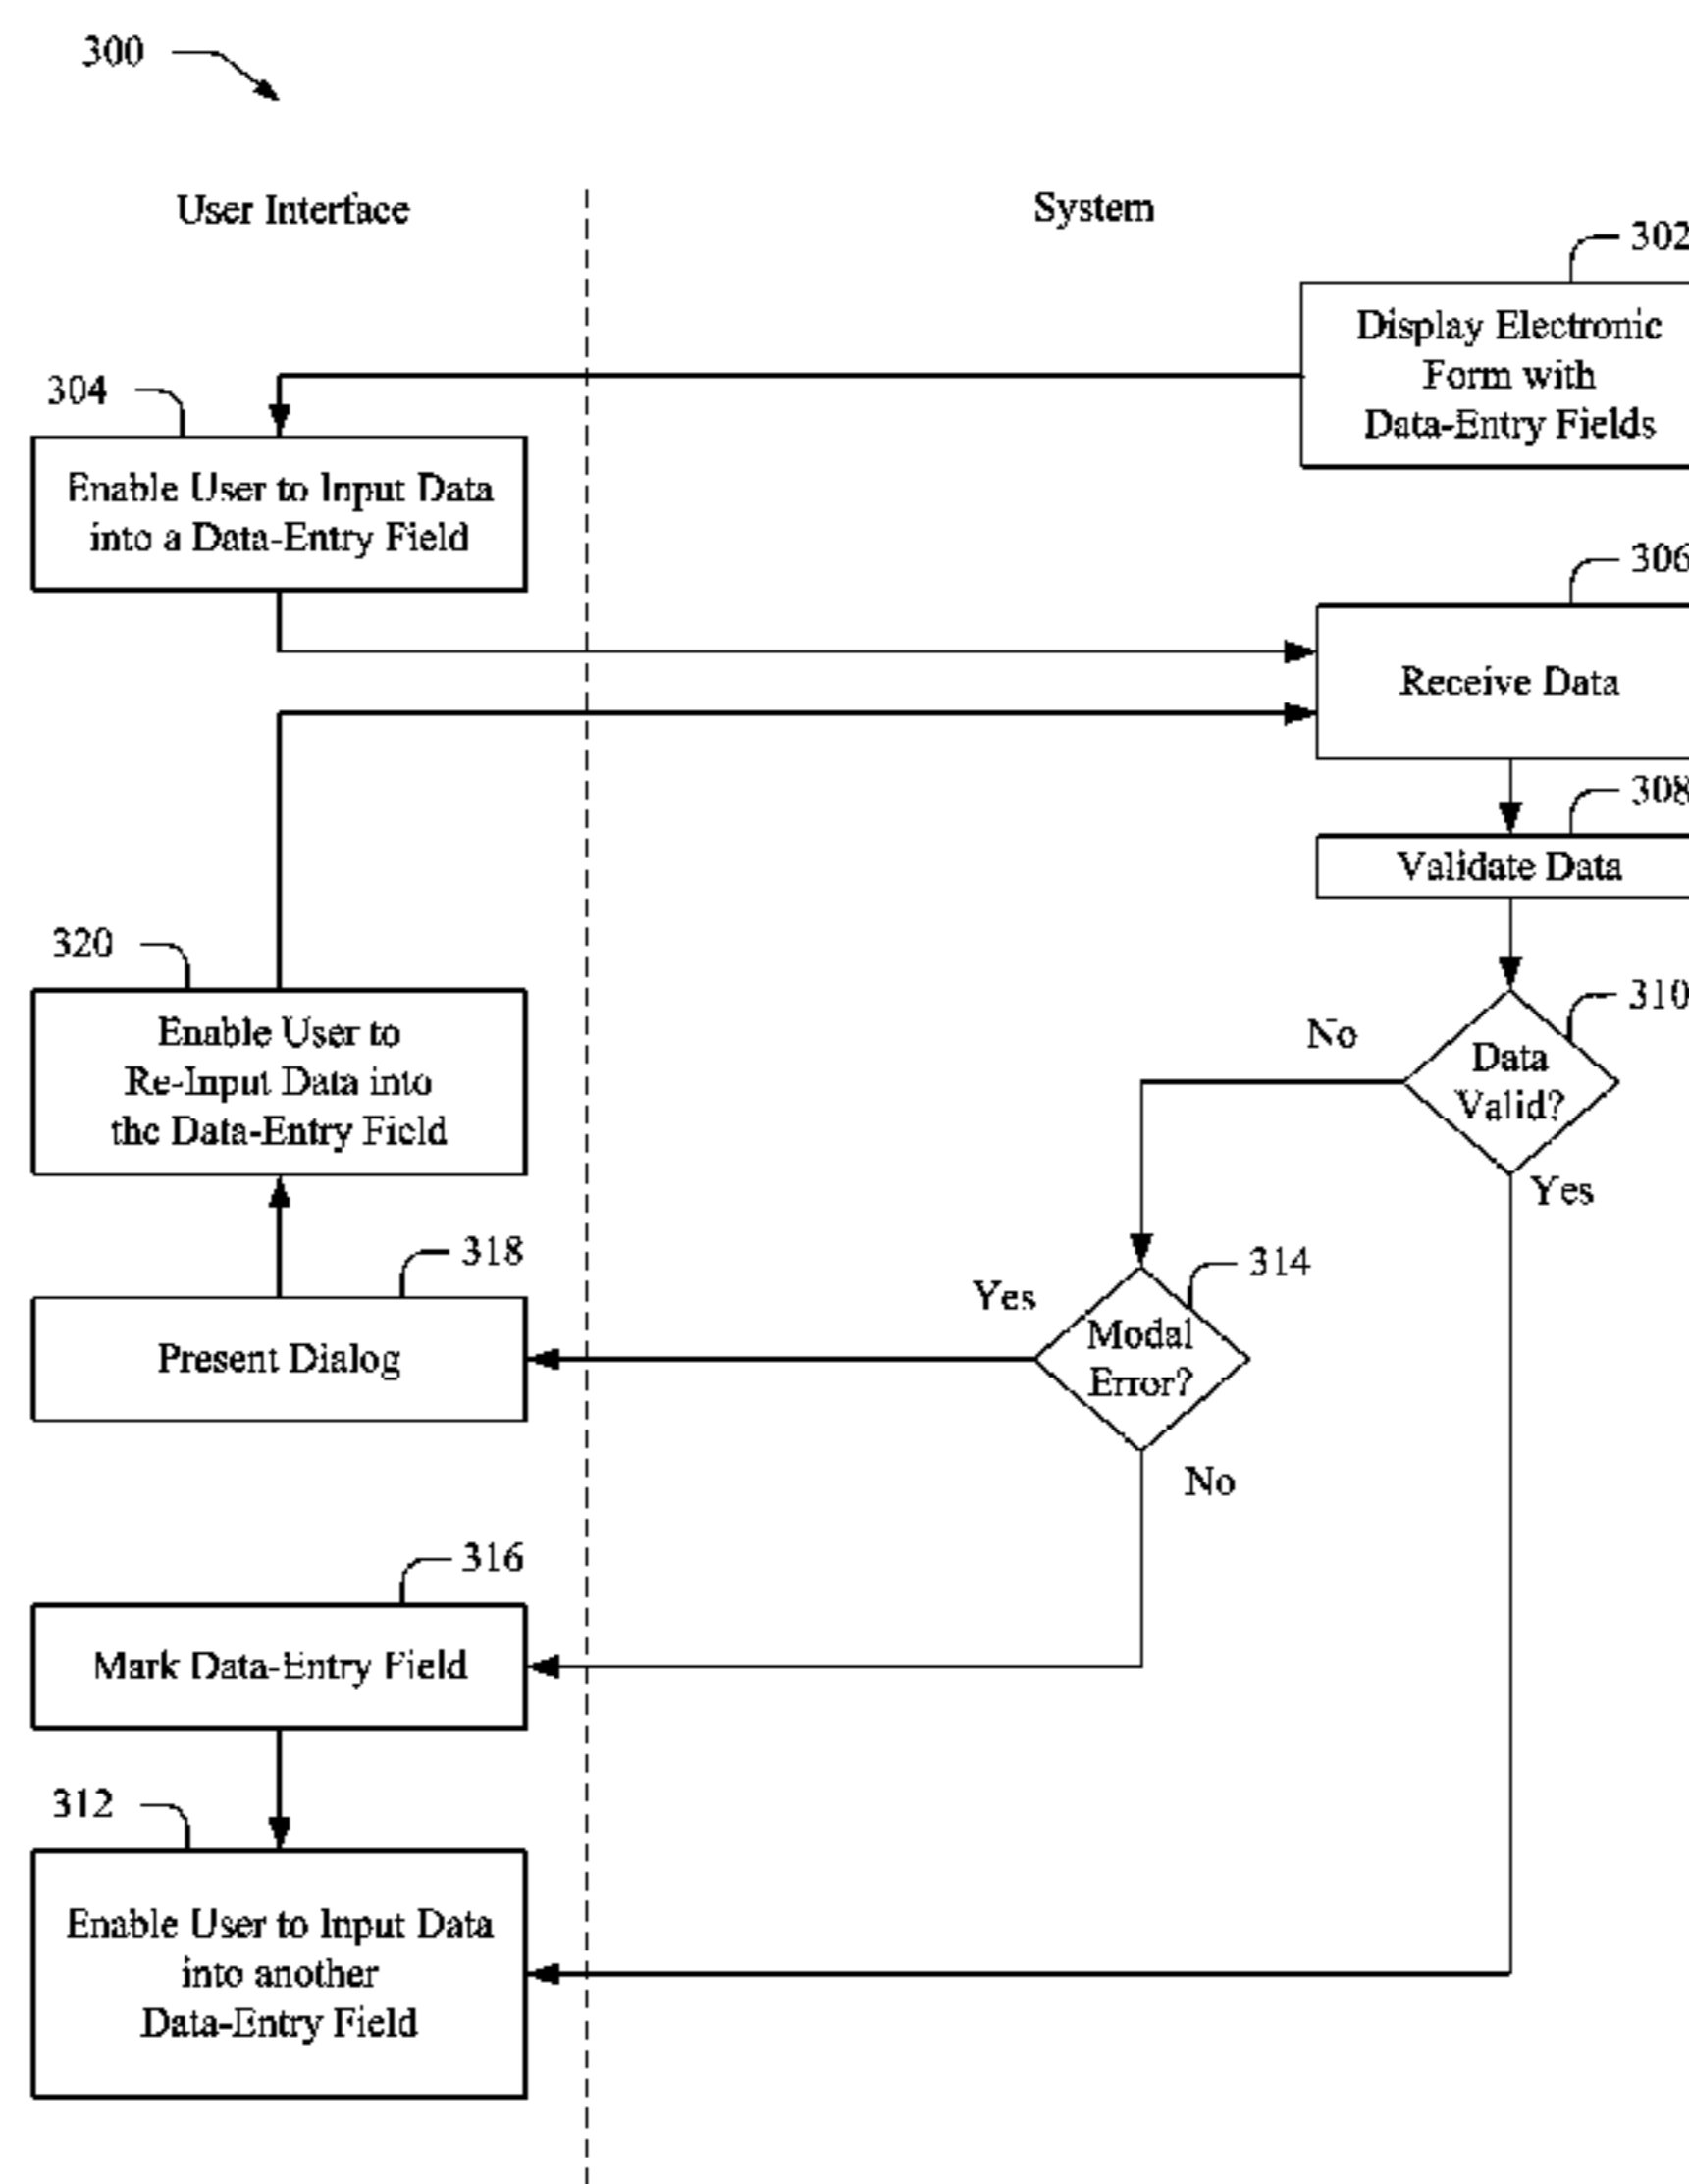 300
User Interface
System
302
Display Electronic
Form with
Data-Entry Fields
304
Enable User to Input Data
into a Data-Entry Field
306
Receive Data
308
Validate Data
320
Enable User to
Re-Input Data into
the Data-Entry Field
310
Data
Valid?
No
Yes
318
Present Dialog
314
Modal
Error?
Yes
No
316
Mark Data-Entry Field
312
Enable User to Input Data
into another
Data-Entry Field